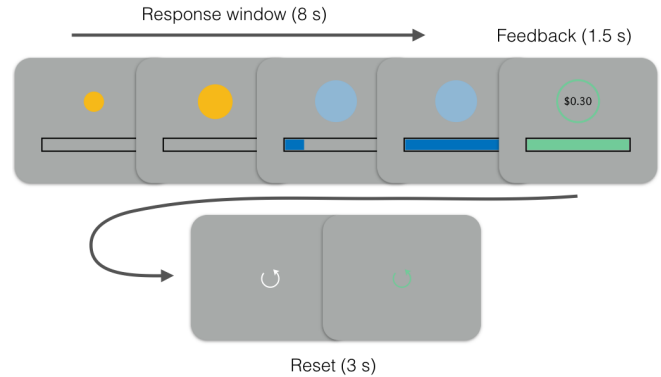 Response window (8 s)
Feedback (1.5 s)
$0.30
Reset (3 s)